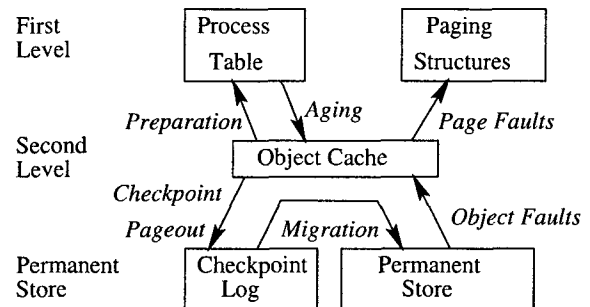 First
Level
Process
Table
Paging
Structures
Preparation
Aging
Page Faults
Second
Level
Object Cache
Checkpoint
Pageout
Migration
Object Faults
Permanent
Store
Checkpoint
Log
Permanent
Store